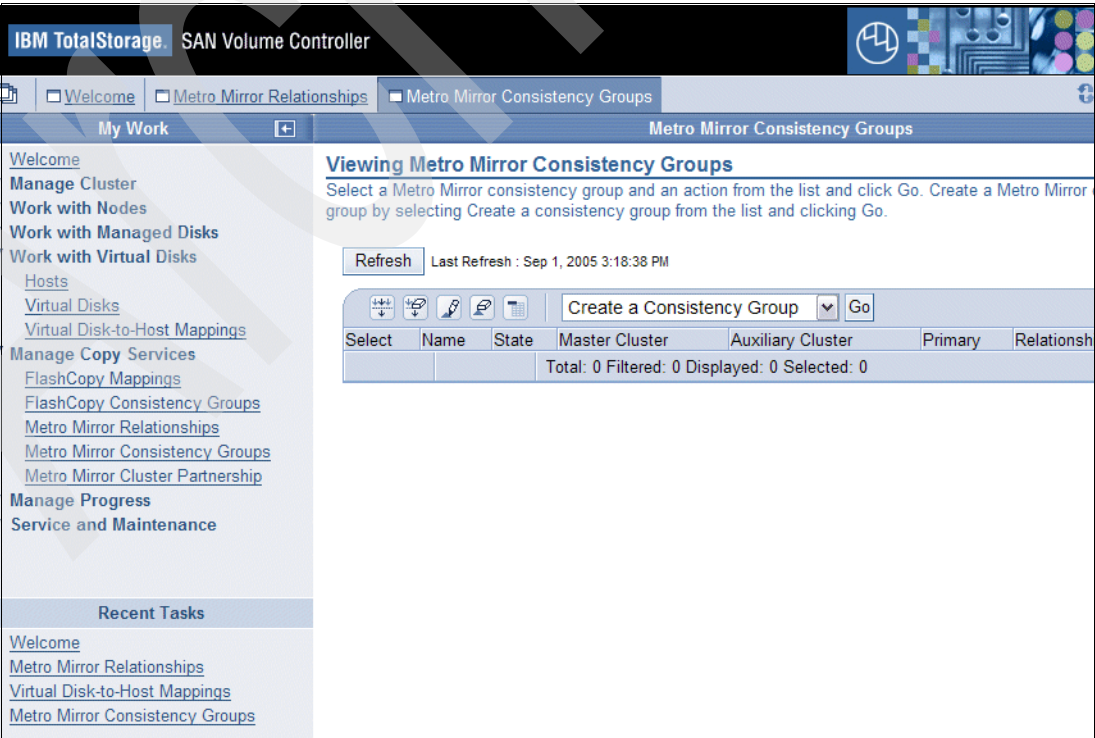 IBM TotalStorage. SAN Volume Controller
Welcome Metro Mirror Relationships Metro Mirror Consistency Groups
My Work
Metro Mirror Consistency Groups
Welcome
Manage Cluster
Work with Nodes
Work with Managed Disks
Work with Virtual Disks
Hosts
Virtual Disks
Virtual Disk-to-Host Mappings
Manage Copy Services
FlashCopy Mappings
FlashCopy Consistency Groups
Metro Mirror Relationships
Metro Mirror Consistency Groups
Metro Mirror Cluster Partnership
Manage Progress
Service and Maintenance
Recent Tasks
Welcome
Metro Mirror Relationships
Virtual Disk-to-Host Mappings
Metro Mirror Consistency Groups
Viewing Metro Mirror Consistency Groups
Select a Metro Mirror consistency group and an action from the list and click Go. Create a Metro Mirror
group by selecting Create a consistency group from the list and clicking Go.
Refresh Last Refresh : Sep 1, 2005 3:18:38 PM
Create a Consistency Group Go
Select Name State Master Cluster Auxiliary Cluster Primary Relationsh
Total: 0 Filtered: 0 Displayed: 0 Selected: 0